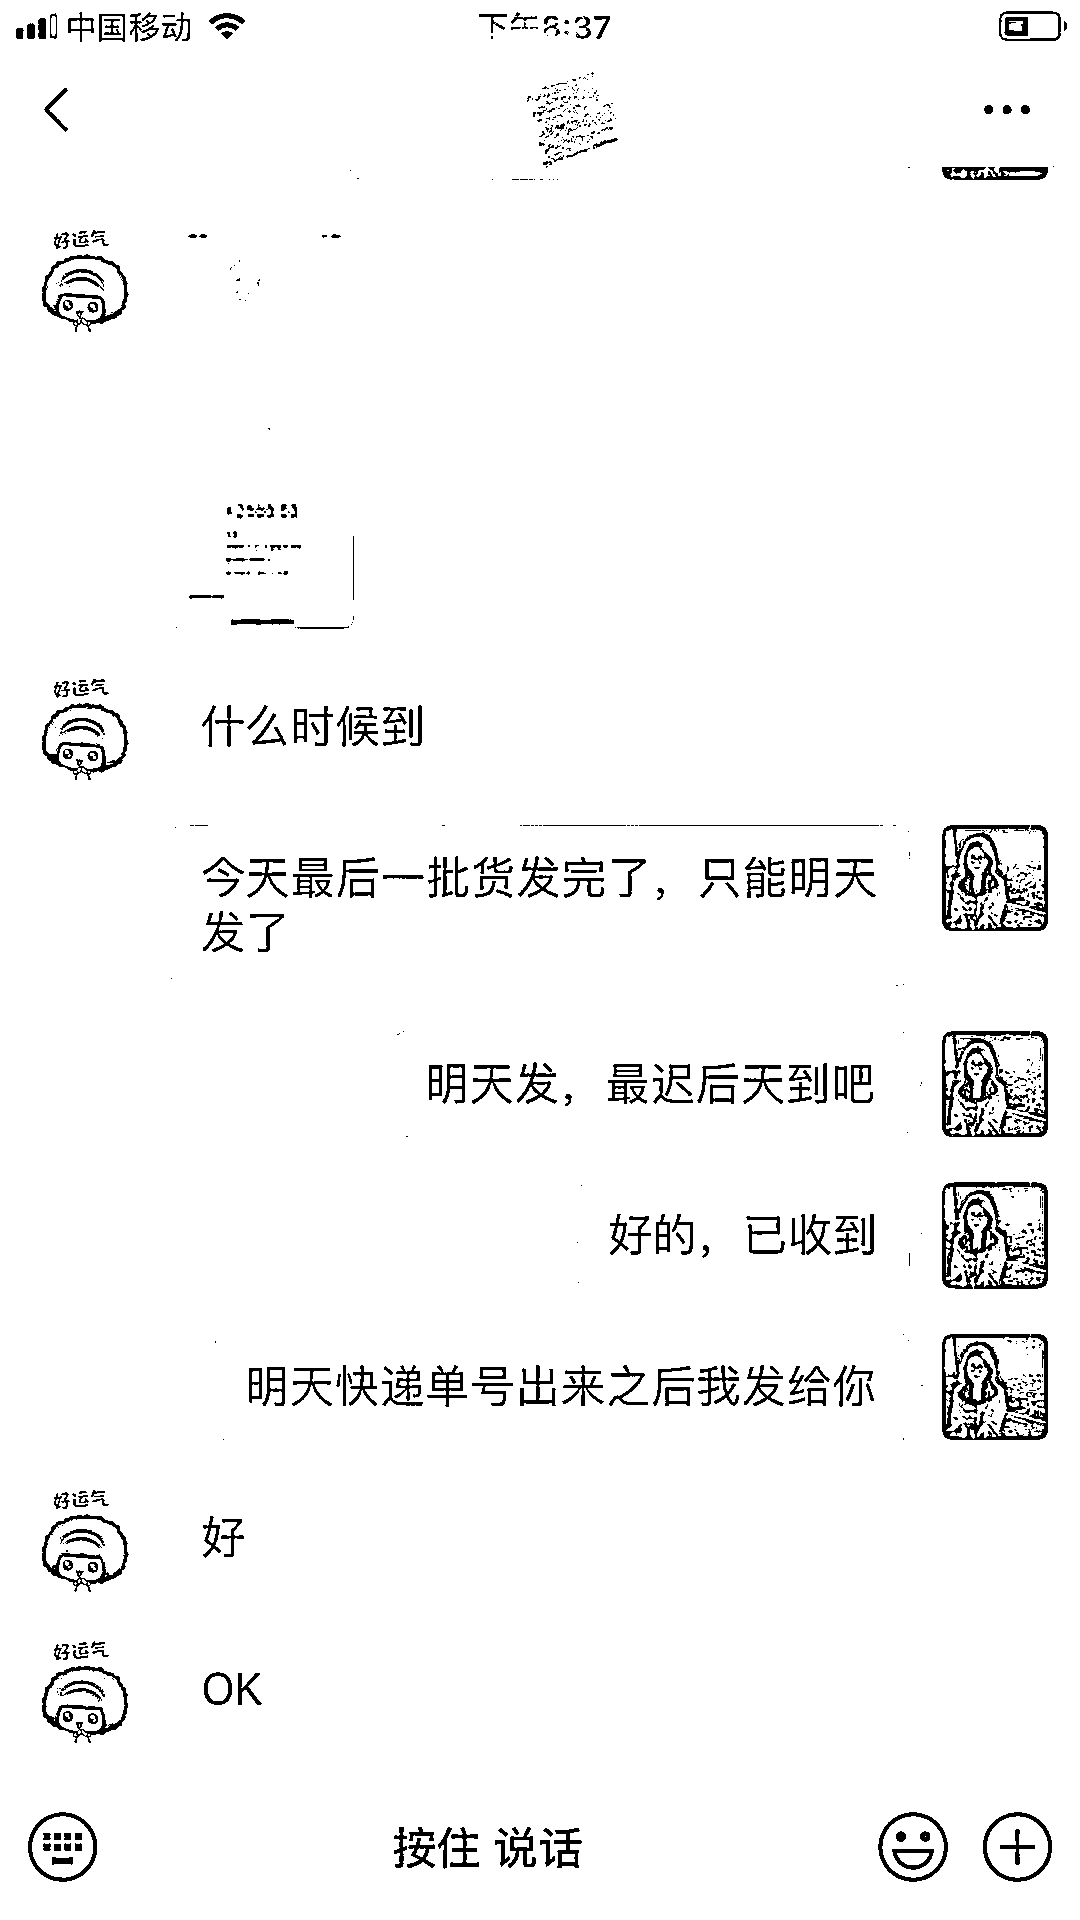 中国移动
下午8:37
好运气
好运气
什么时候到
今天最后一批货发完了，只能明天
发了
明天发，最迟后天到吧
好的，已收到
明天快递单号出来之后我发给你
好运气
好
好运气
OK
按住 说话